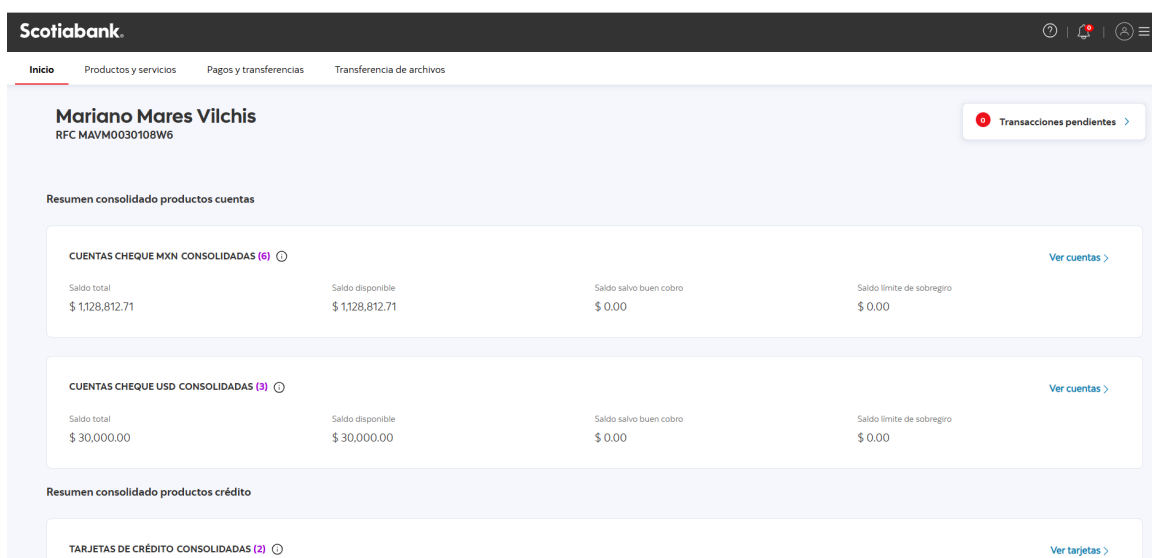 Scotiabank.
Inicio Productos y servicios Pagos y transferencias Transferencia de archivos
Mariano Mares Vilchis
RFC MAVM0030108W6
0 Transacciones pendientes
Resumen consolidado productos cuentas
CUENTAS CHEQUE MXN CONSOLIDADAS (6) Ver cuentas
Saldo total Saldo disponible Saldo salvo buen cobro Saldo límite de sobregiro
$ 1,128,812.71 $ 1,128,812.71 $ 0.00 $ 0.00
CUENTAS CHEQUE USD CONSOLIDADAS (3) Ver cuentas
Saldo total Saldo disponible Saldo salvo buen cobro Saldo límite de sobregiro
$ 30,000.00 $ 30,000.00 $ 0.00 $ 0.00
Resumen consolidado productos crédito
TARJETAS DE CRÉDITO CONSOLIDADAS (2) Ver tarjetas